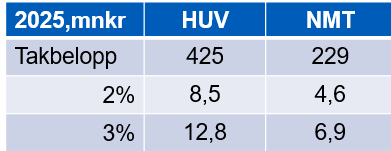 2025,mnkr HUV NMT
Takbelopp 425 229
2% 8,5 4,6
3% 12,8 6,9